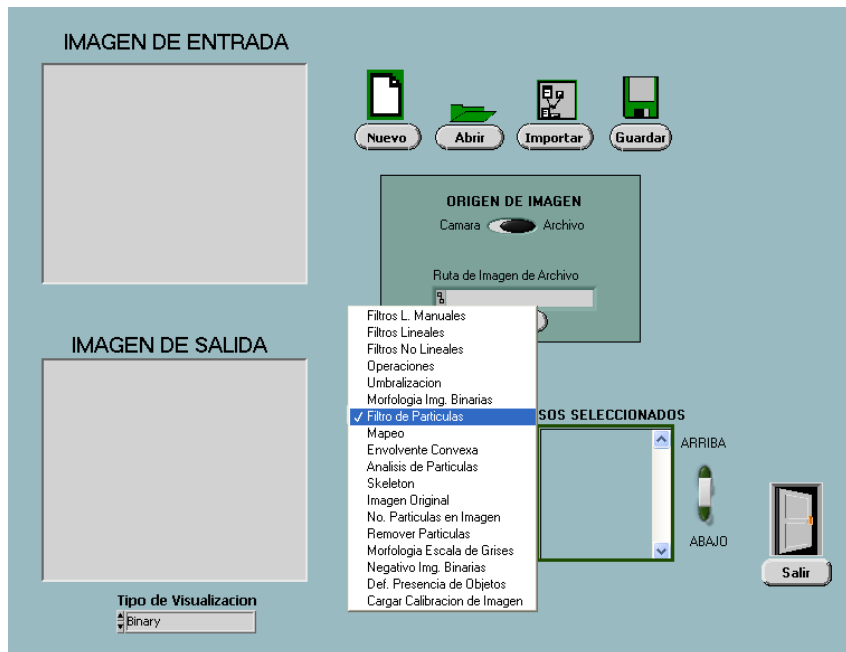 IMAGEN DE ENTRADA
Nuevo
Abrir
Importar
Guardar
ORIGEN DE IMAGEN
Camara
Archivo
Ruta de Imagen de Archivo
Filtros L. Manuales
Filtros Lineales
Filtros No Lineales
Operaciones
Umbralizacion
Morfologia Img. Binarias
✓ Filtro de Particulas
Mapeo
Envolvente Convexa
Analisis de Particulas
Skeleton
Imagen Original
No. Particulas en Imagen
Remover Particulas
Morfologia Escala de Grises
Negativo Img. Binarias
Def. Presencia de Objetos
Cargar Calibracion de Imagen
IMAGEN DE SALIDA
SOS SELECCIONADOS
ARRIBA
ABAJO
Salir
Tipo de Visualizacion
Binary